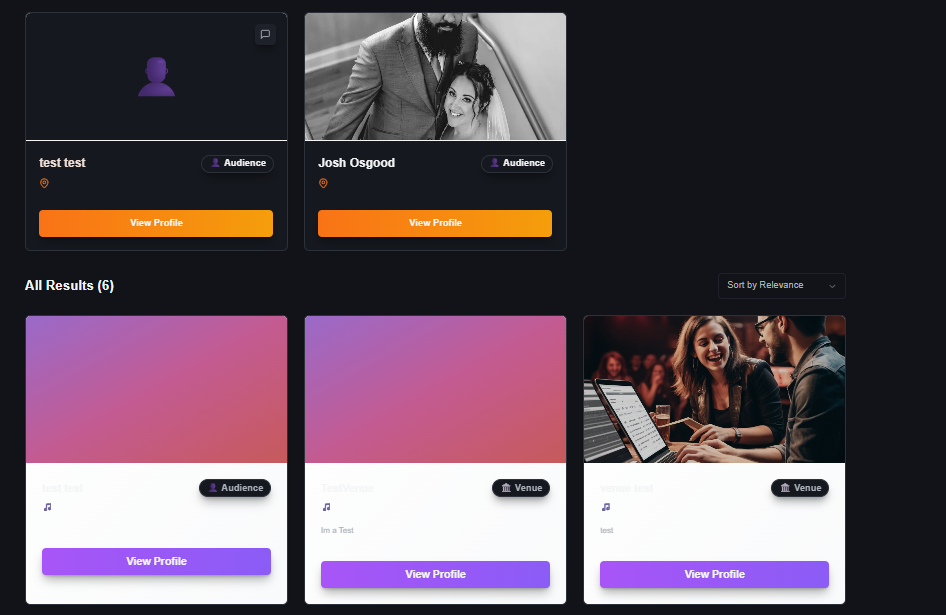 test test
Audience
Josh Osgood
Audience
View Profile
View Profile
All Results (6)
Sort by Relevance
test test
Audience
TestVenue
Venue
venue test
Venue
Im a Test
test
View Profile
View Profile
View Profile